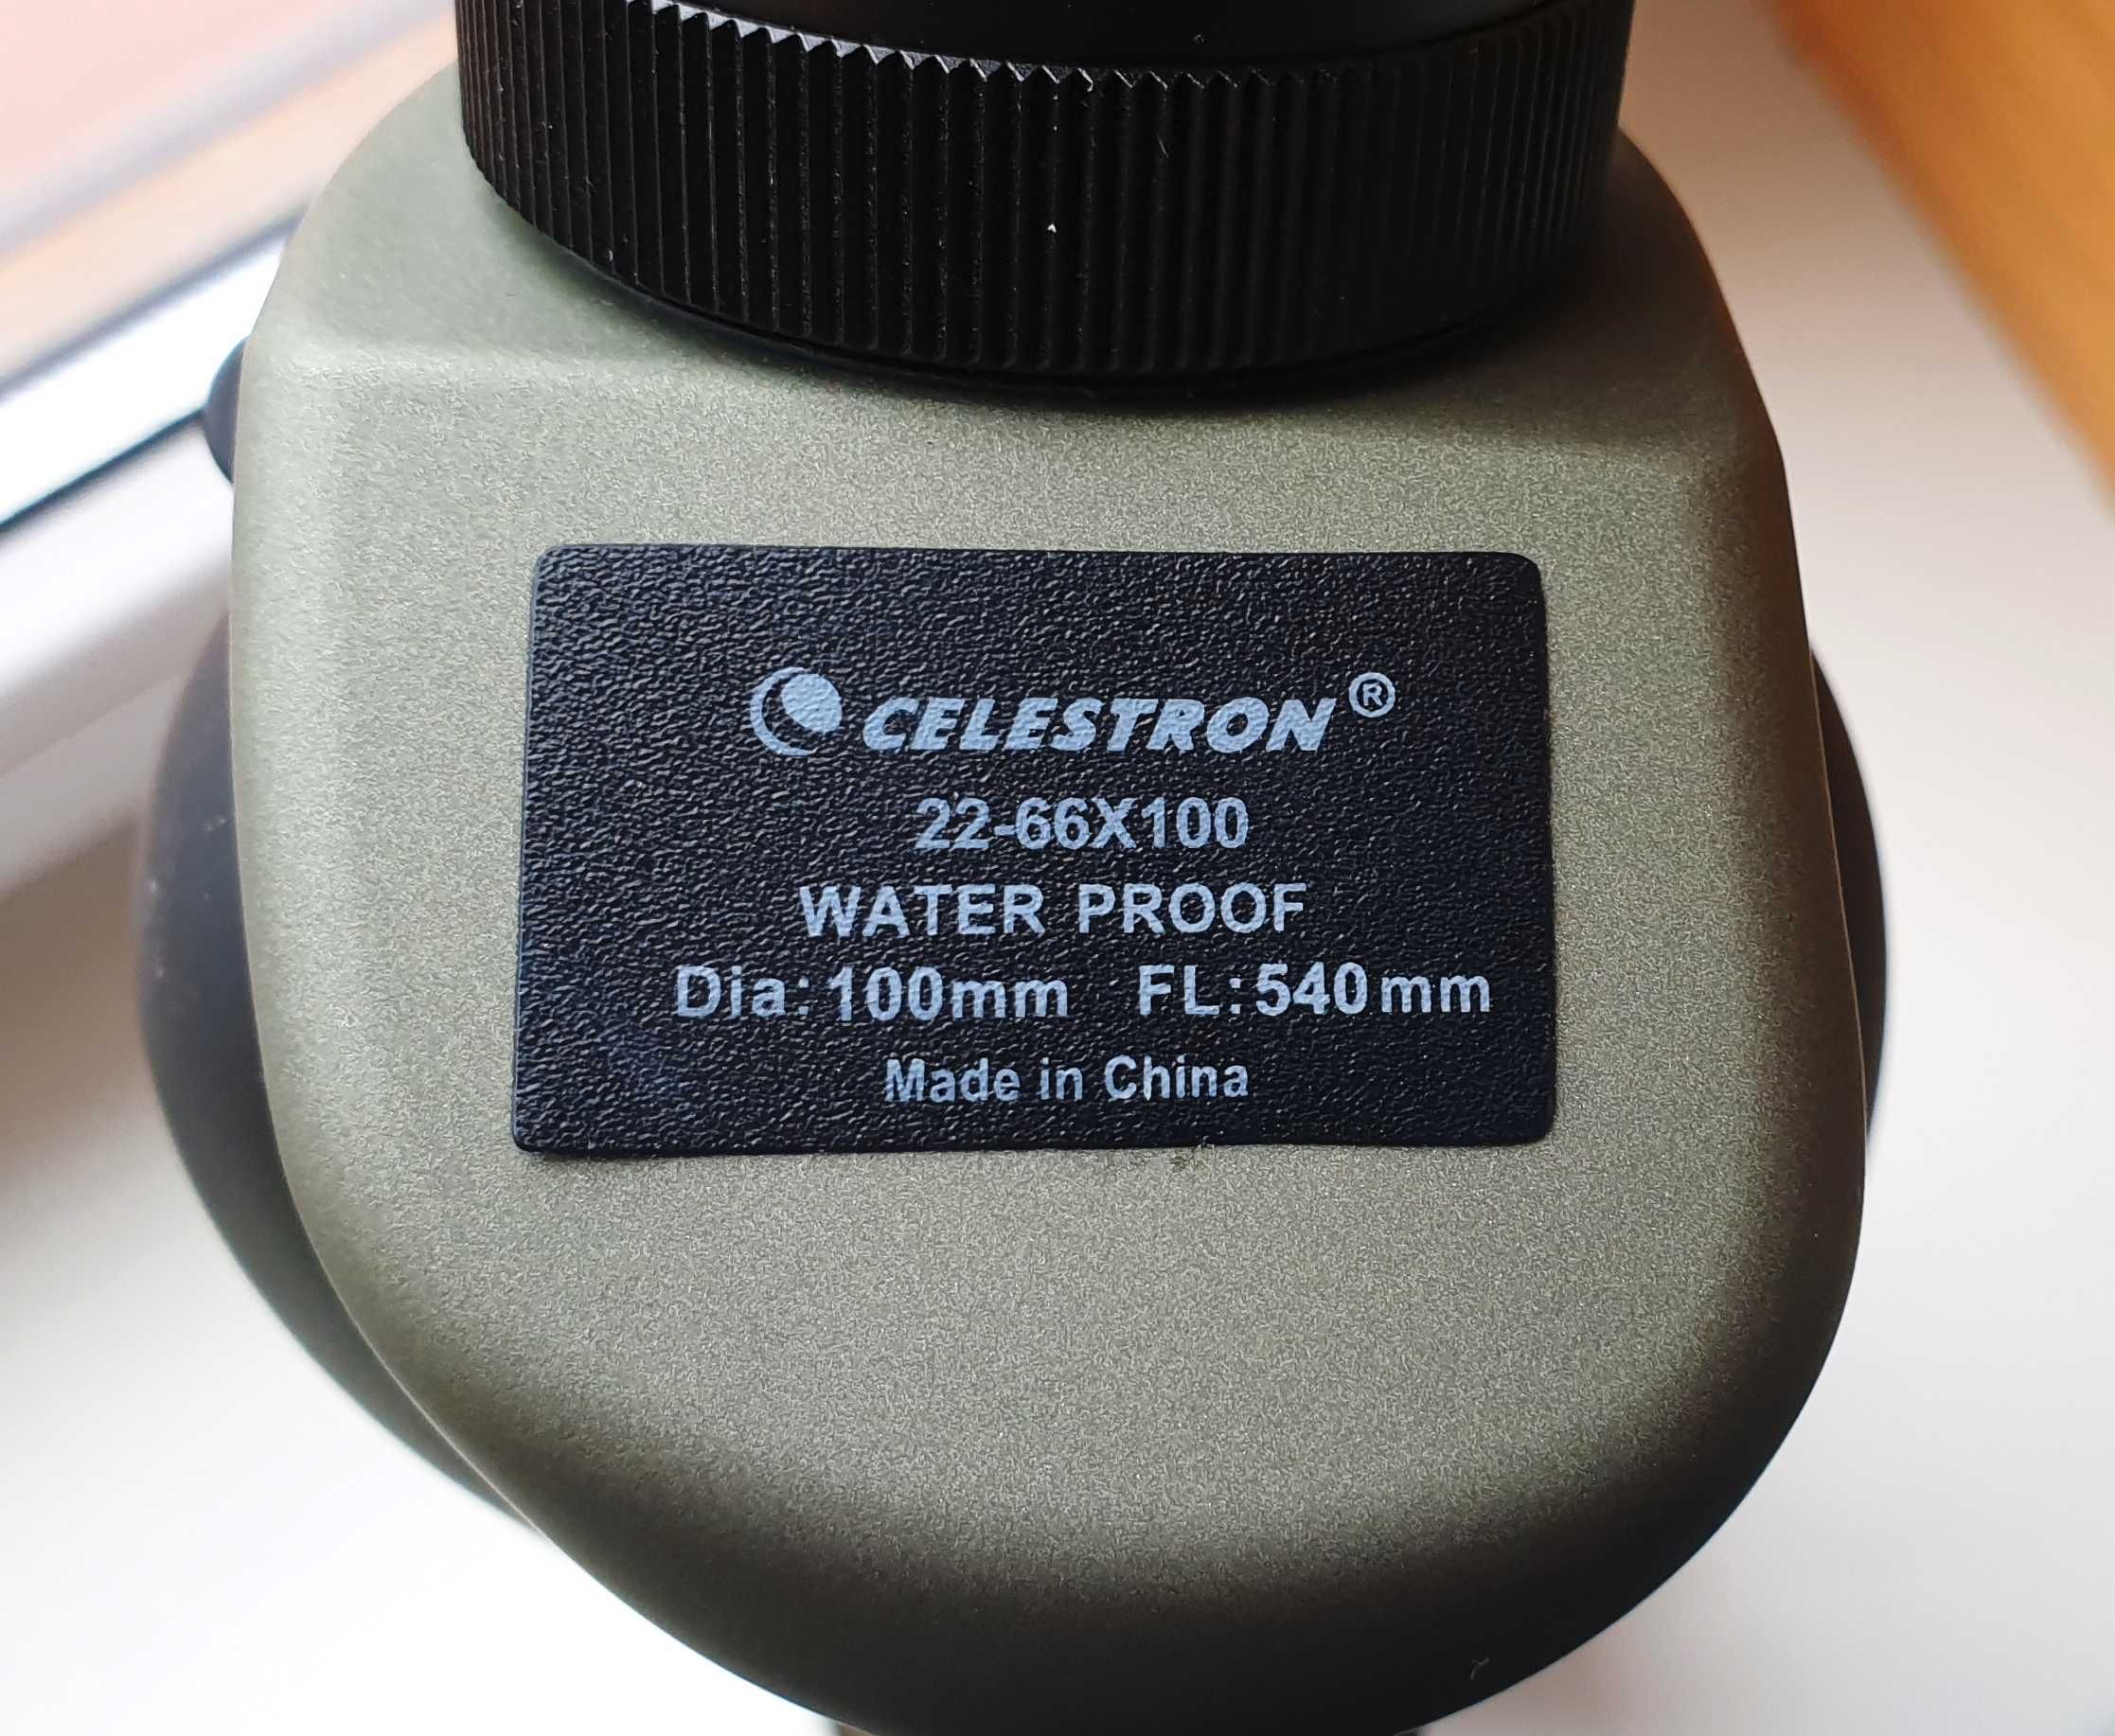 CELESTRON®
22-66X100
WATER PROOF
Dia:100mm FL:540mm
Made in China